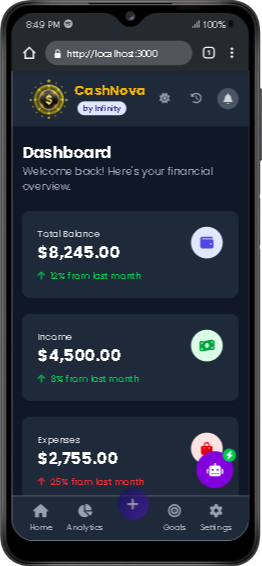 8:49 PM
100%
http://localhost:3000
1
CashNova
by Infinity
Dashboard
Welcome back! Here's your financial
overview.
Total Balance
$8,245.00
↑ 12% from last month
Income
$4,500.00
↑ 8% from last month
Expenses
$2,755.00
↑ 25% from last month
+
Home Analytics Goals Settings